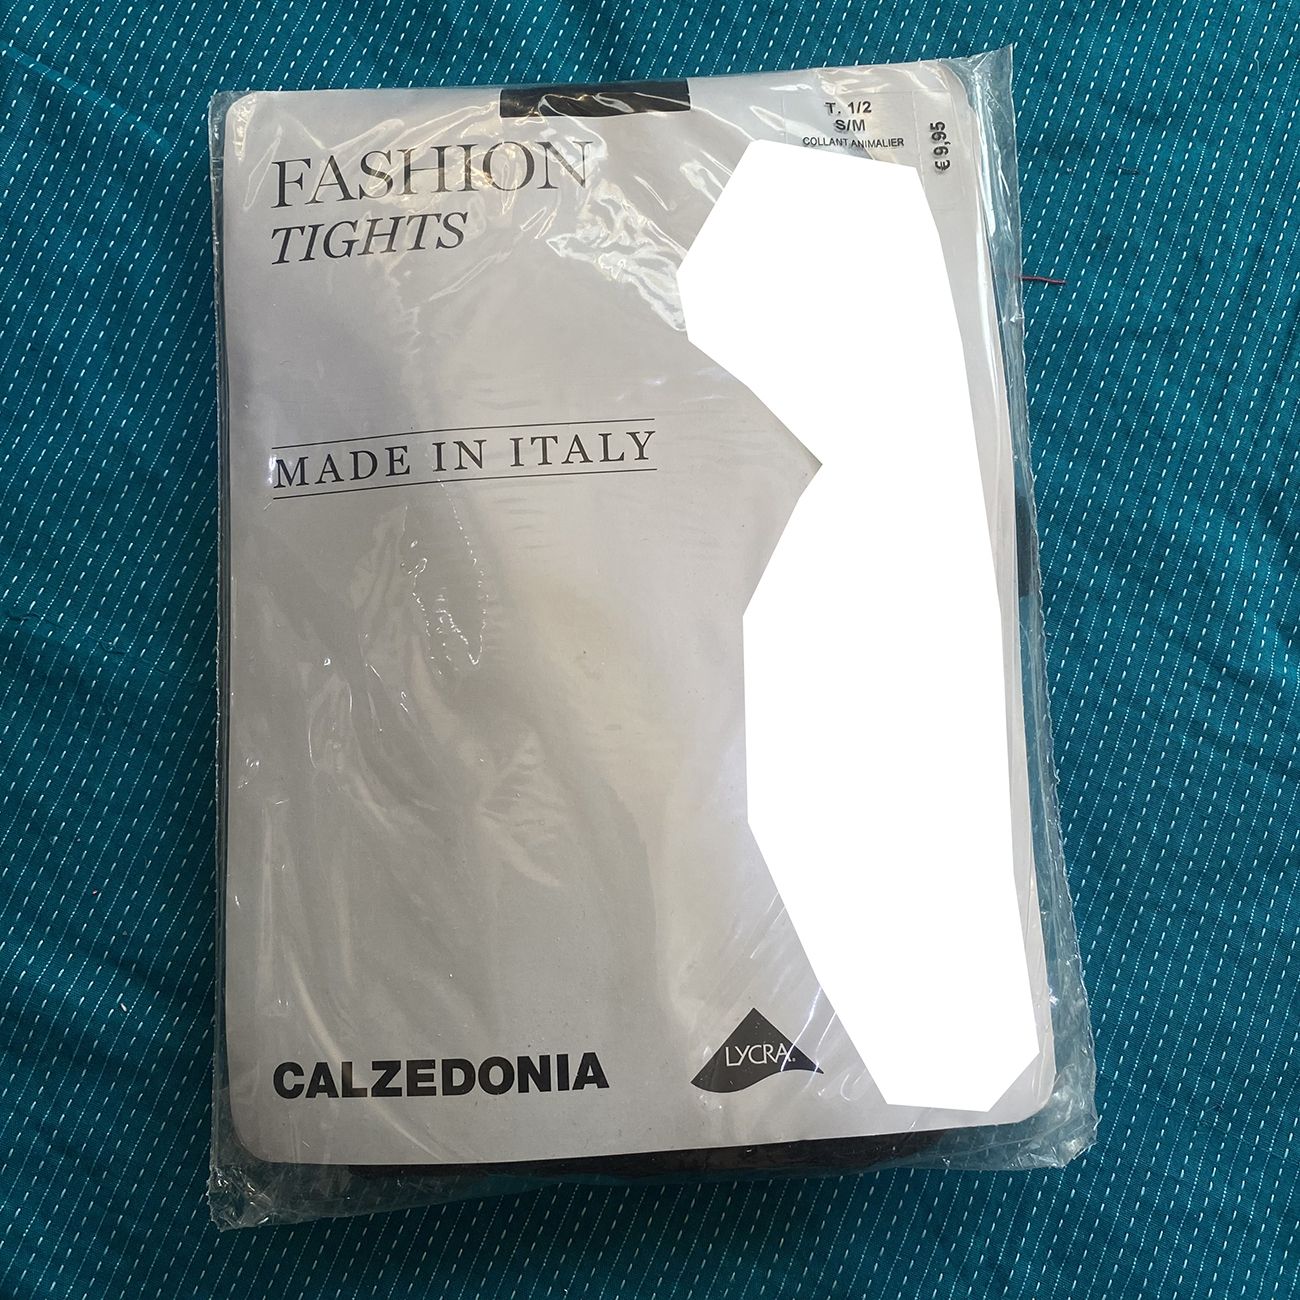 T. 1/2
S/M
COLLANT ANIMALIER
€ 9,95
FASHION
TIGHTS
MADE IN ITALY
CALZEDONIA
LYCRA®